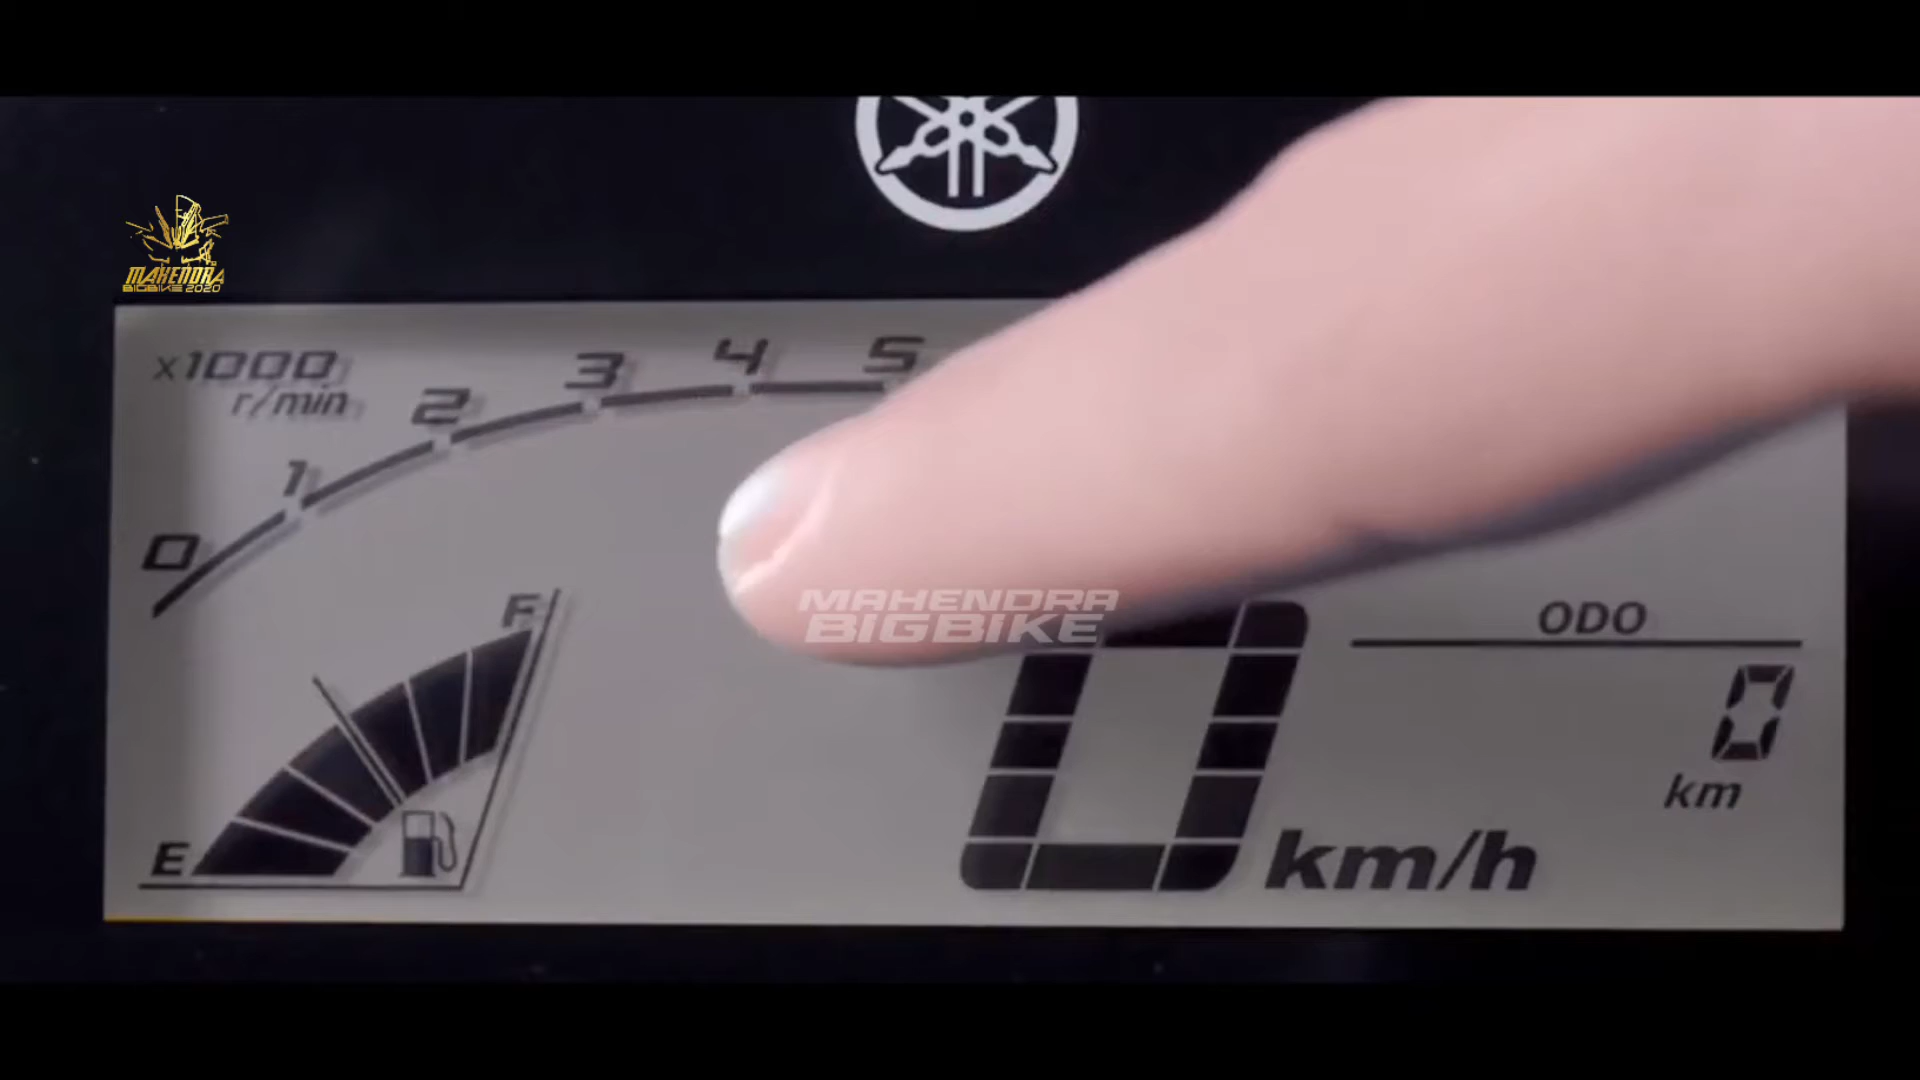 MAHENDRA
BIGBIKE 2020
x1000
r/min
0
1
2
3
4
5
F
E
MAHENDRA
BIGBIKE
0
km/h
ODO
0
km